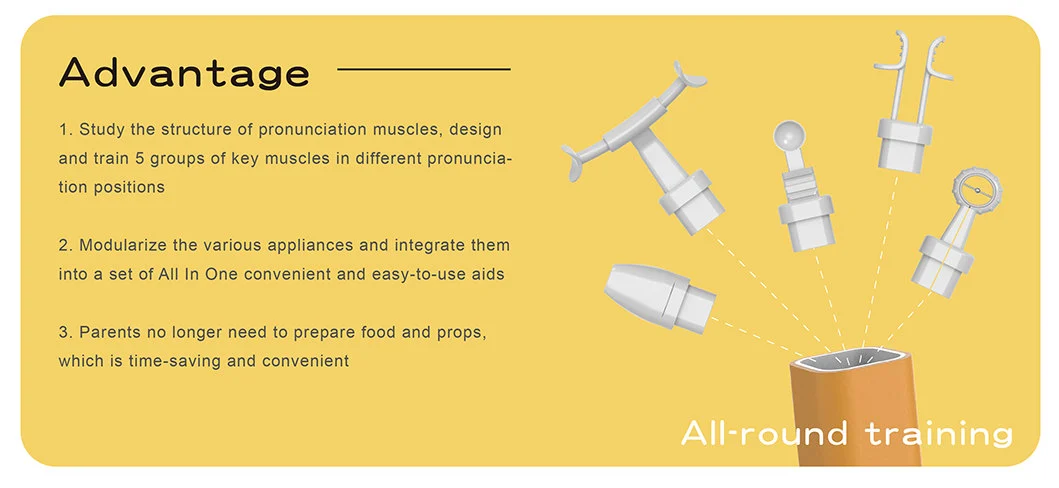 Advantage
1. Study the structure of pronunciation muscles, design
and train 5 groups of key muscles in different pronuncia-
tion positions
2. Modularize the various appliances and integrate them
into a set of All In One convenient and easy-to-use aids
3. Parents no longer need to prepare food and props,
which is time-saving and convenient
All-round training